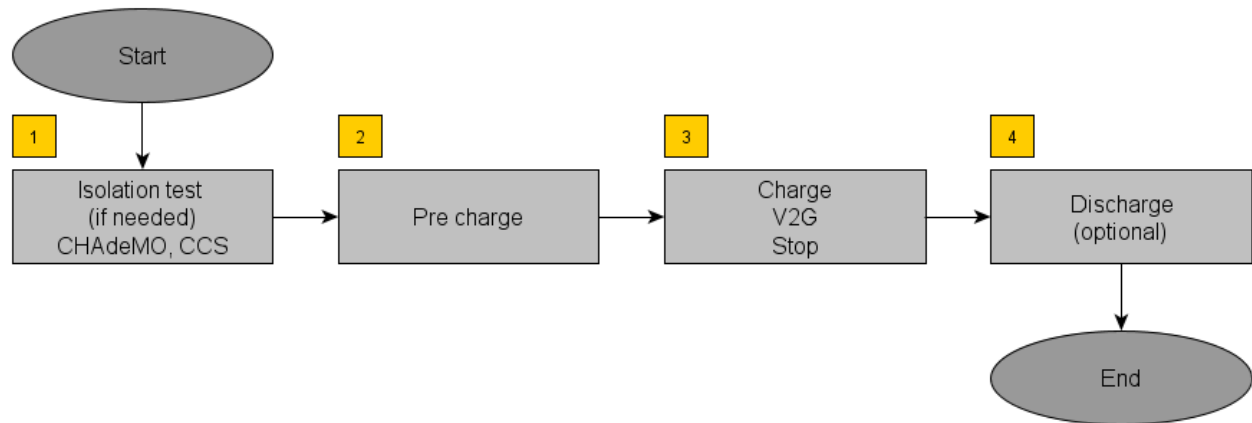 Start
1
Isolation test
(if needed)
CHAdeMO, CCS
2
Pre charge
3
Charge
V2G
Stop
4
Discharge
(optional)
End